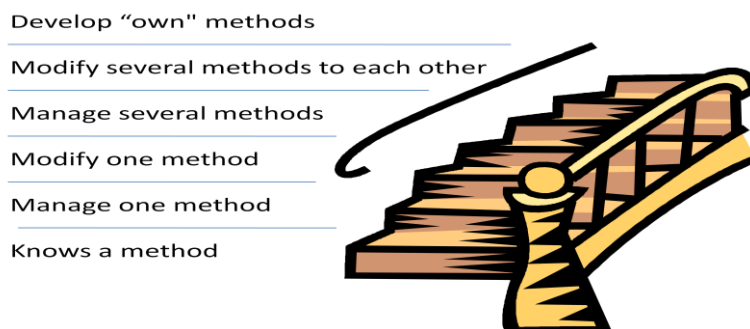 Develop “own" methods
Modify several methods to each other
Manage several methods
Modify one method
Manage one method
Knows a method